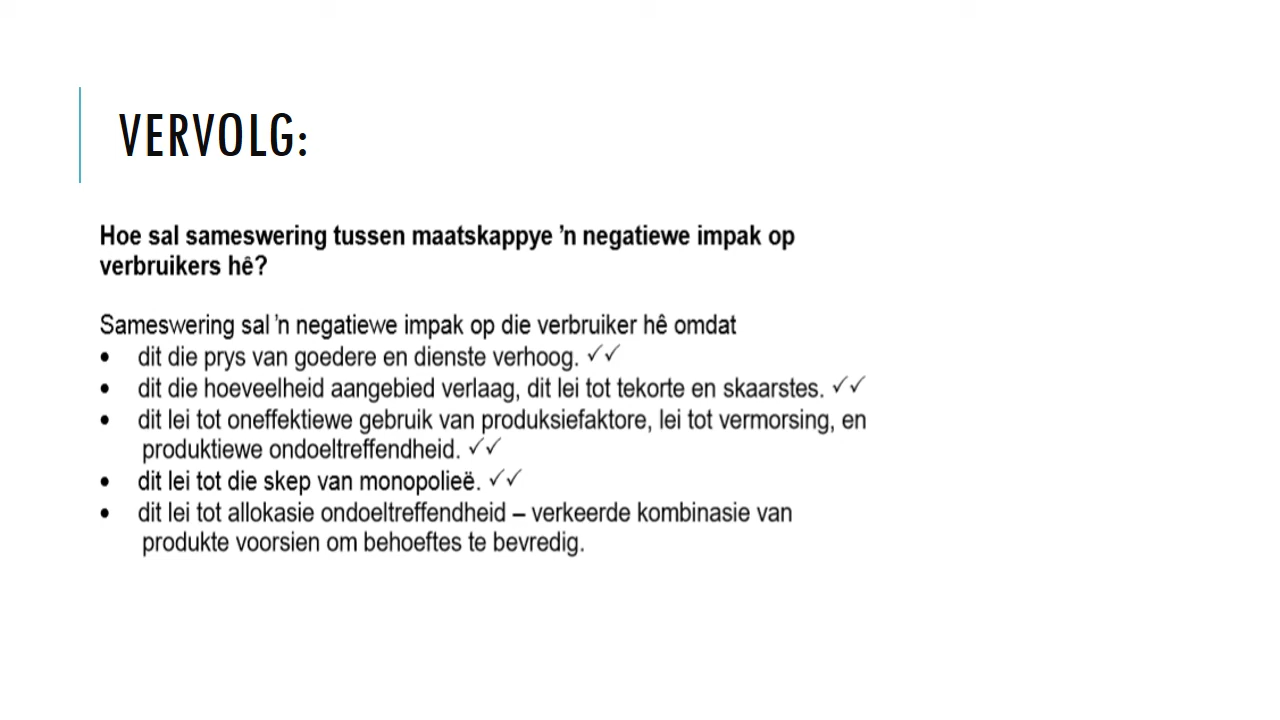 VERVOLG:
Hoe sal sameswering tussen maatskappye 'n negatiewe impak op
verbruikers hê?
Sameswering sal 'n negatiewe impak op die verbruiker hê omdat
• dit die prys van goedere en dienste verhoog. ✓✓
• dit die hoeveelheid aangebied verlaag, dit lei tot tekorte en skaarstes. ✓✓
• dit lei tot oneffektiewe gebruik van produksiefaktore, lei tot vermorsing, en
produktiewe ondoeltreffendheid. ✓✓
• dit lei tot die skep van monopolieë. ✓✓
• dit lei tot allokasie ondoeltreffendheid – verkeerde kombinasie van
produkte voorsien om behoeftes te bevredig.